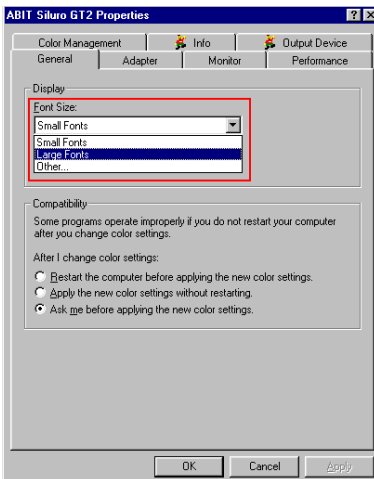 ABIT Siluro GT2 Properties
Color Management Info Output Device
General Adapter Monitor Performance
Display
Font Size:
Small Fonts
Small Fonts
Large Fonts
Other...
Compatibility
Some programs operate improperly if you do not restart your computer
after you change color settings.
After I change color settings:
Restart the computer before applying the new color settings.
Apply the new color settings without restarting.
Ask me before applying the new color settings.
OK Cancel Apply